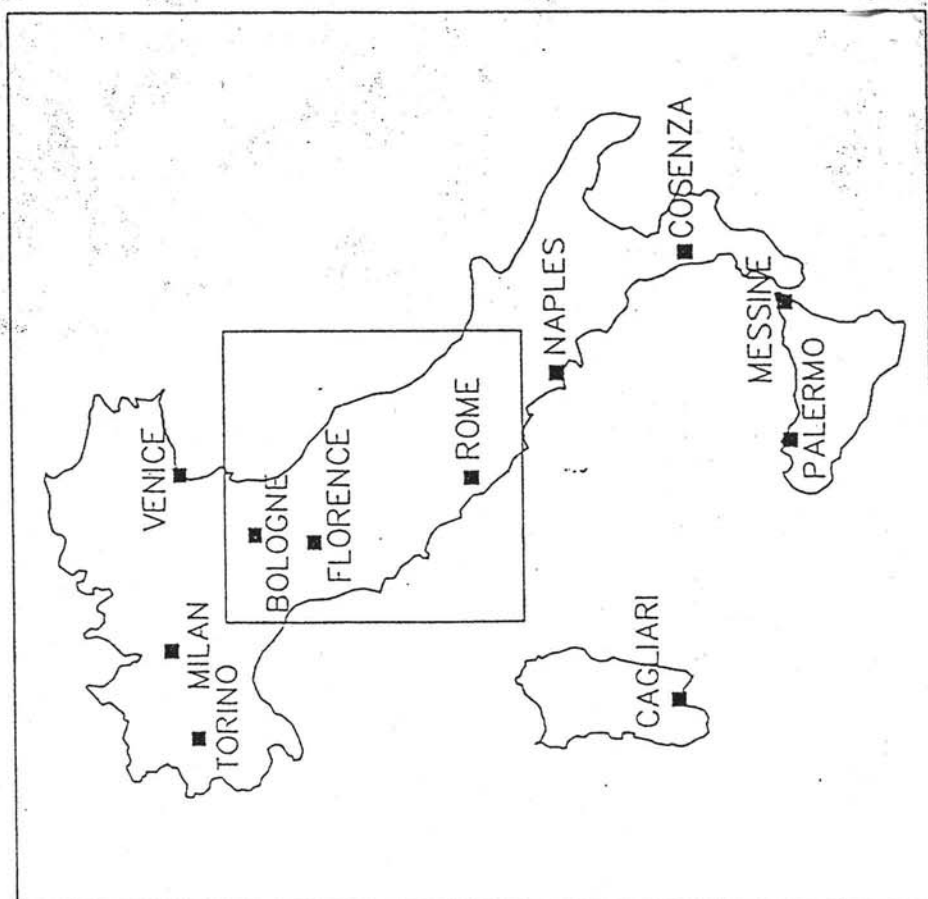 VENICE
MILAN
TORINO
BOLOGNE
FLORENCE
ROME
NAPLES
COSENZA
MESSINE
PALERMO
CAGLIARI